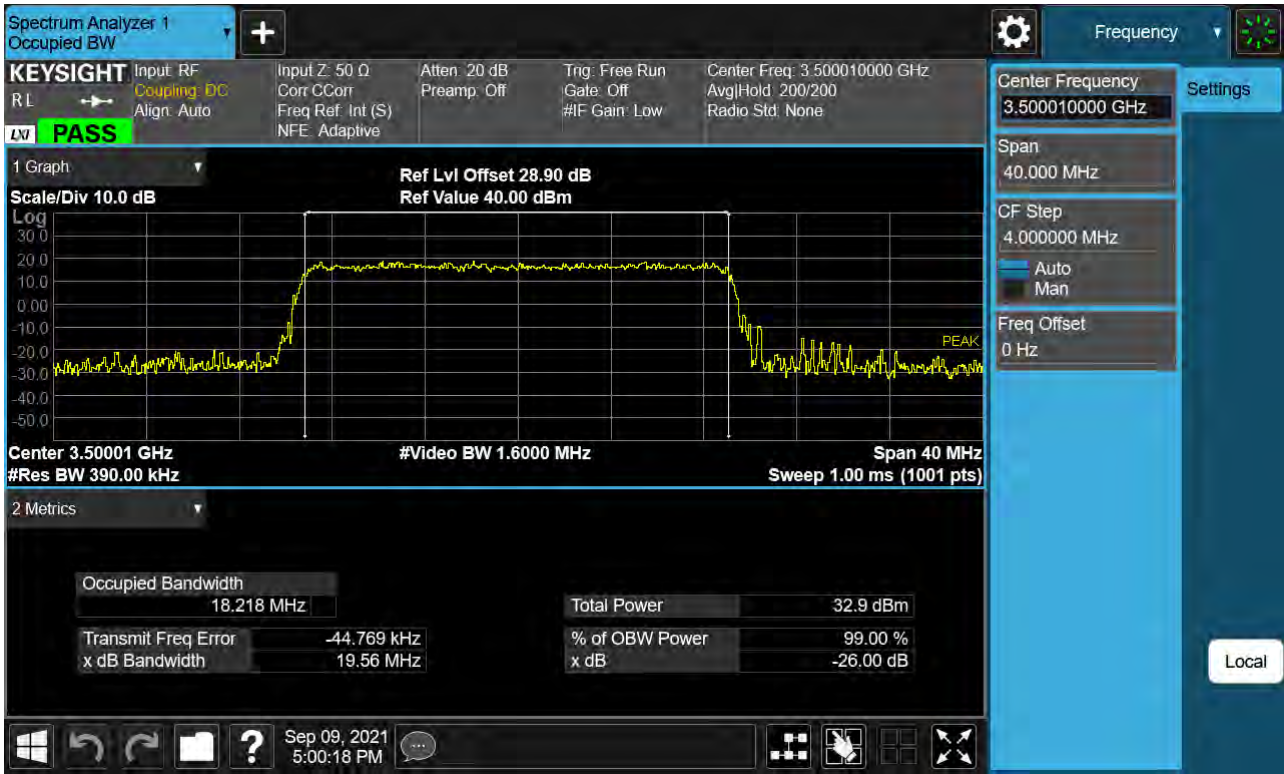 Spectrum Analyzer 1
Occupied BW
Frequency
KEYSIGHT
RL
LXI
PASS
Input: RF
Coupling: DC
Align: Auto
Input Z: 50 Ω
Corr CCorr
Freq Ref: Int (S)
NFE: Adaptive
Atten: 20 dB
Preamp: Off
Trig: Free Run
Gate: Off
#IF Gain: Low
Center Freq: 3.500010000 GHz
Avg|Hold: 200/200
Radio Std: None
Center Frequency
3.500010000 GHz
Settings
Span
40.000 MHz
CF Step
4.000000 MHz
Auto
Man
Freq Offset
0 Hz
1 Graph
Scale/Div 10.0 dB
Ref Lvl Offset 28.90 dB
Ref Value 40.00 dBm
Log
30.0
20.0
10.0
0.00
-10.0
-20.0
-30.0
-40.0
-50.0
PEAK
Center 3.50001 GHz
#Video BW 1.6000 MHz
Span 40 MHz
#Res BW 390.00 kHz
Sweep 1.00 ms (1001 pts)
2 Metrics
Occupied Bandwidth
18.218 MHz
Total Power 32.9 dBm
Transmit Freq Error -44.769 kHz
% of OBW Power 99.00 %
x dB Bandwidth 19.56 MHz
x dB -26.00 dB
Local
?
Sep 09, 2021
5:00:18 PM